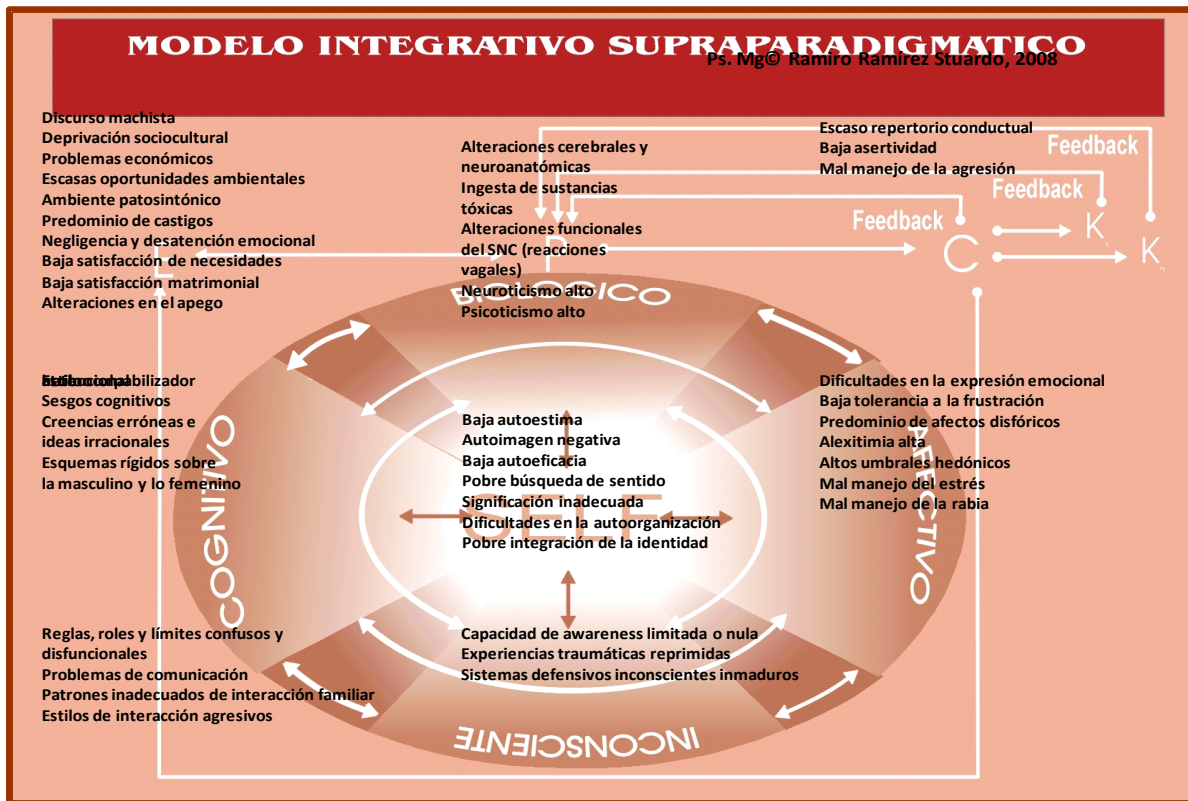 MODELO INTEGRATIVO SUPRAPARADIGMATICO
Ps. Mg© Ramiro Ramírez Stuardo, 2008
Discurso machista
Deprivación sociocultural
Problemas económicos
Escasas oportunidades ambientales
Ambiente patosintónico
Predominio de castigos
Negligencia y desatención emocional
Baja satisfacción de necesidades
Baja satisfacción matrimonial
Alteraciones en el apego
Alteraciones cerebrales y
neuroanatómicas
Ingesta de sustancias
tóxicas
Alteraciones funcionales
del SNC (reacciones
vagales)
Neuroticismo alto
Psicoticismo alto
Escaso repertorio conductual
Baja asertividad
Mal manejo de la agresión
Feedback
Feedback
Feedback
E
P
C
K
K
BIOLOGICO
Sesgos cognitivos
Creencias erróneas e
ideas irracionales
Esquemas rígidos sobre
la masculino y lo femenino
COGNITIVO
Baja autoestima
Autoimagen negativa
Baja autoeficacia
Pobre búsqueda de sentido
Significación inadecuada
Dificultades en la autoorganización
Pobre integración de la identidad
SELF
Dificultades en la expresión emocional
Baja tolerancia a la frustración
Predominio de afectos disfóricos
Alexitimia alta
Altos umbrales hedónicos
Mal manejo del estrés
Mal manejo de la rabia
AFECTIVO
Reglas, roles y límites confusos y
disfuncionales
Problemas de comunicación
Patrones inadecuados de interacción familiar
Estilos de interacción agresivos
Capacidad de awareness limitada o nula
Experiencias traumáticas reprimidas
Sistemas defensivos inconscientes inmaduros
INCONSCIENTE